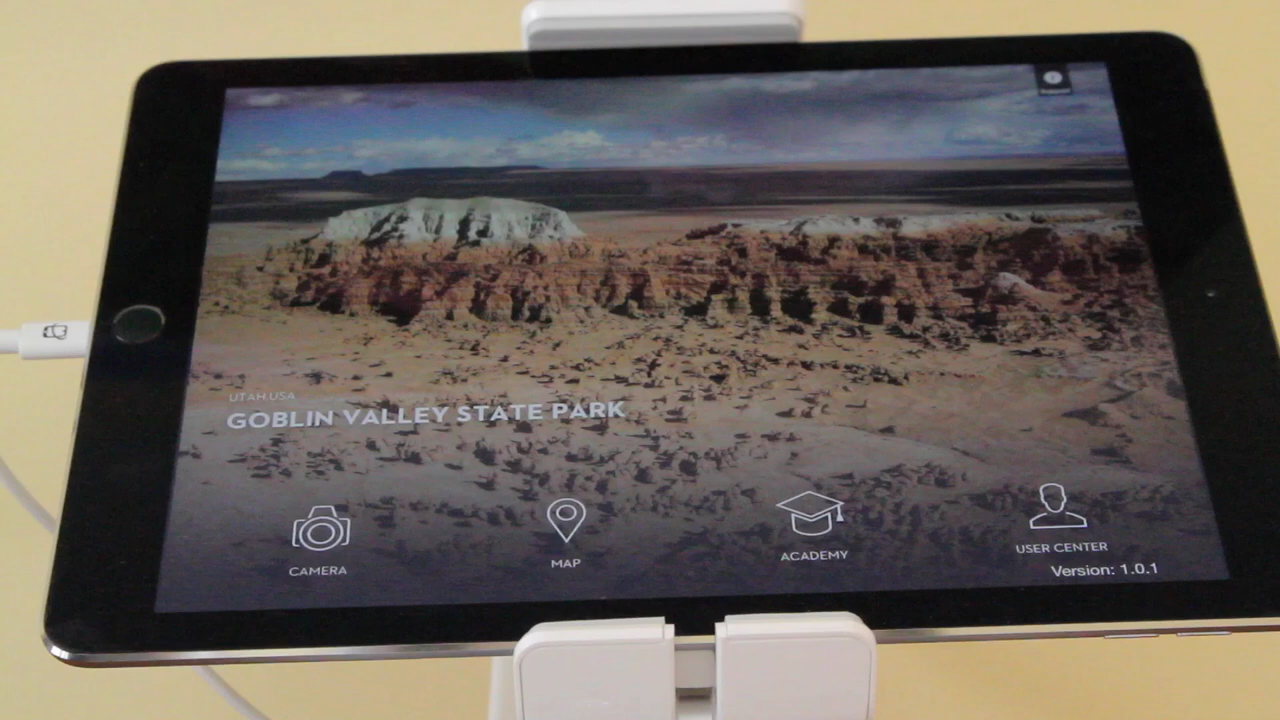 UTAH.USA
GOBLIN VALLEY STATE PARK
CAMERA
MAP
ACADEMY
USER CENTER
Version: 1.0.1